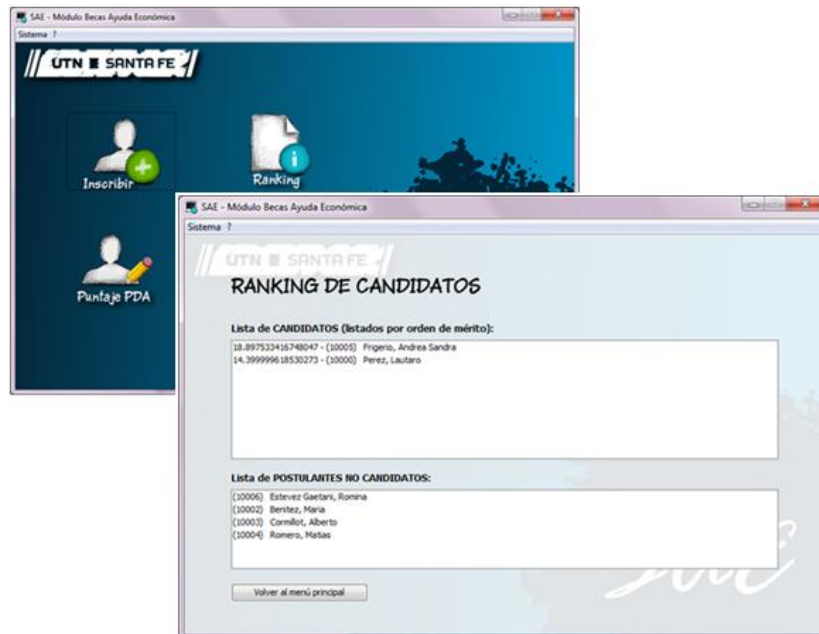 SAE - Módulo Becas Ayuda Económica
Sistema ?
UTN SANTA FE
Inscribir
Ranking
Puntaje PDA
SAE - Módulo Becas Ayuda Económica
Sistema ?
UTN SANTA FE
RANKING DE CANDIDATOS
Lista de CANDIDATOS (listados por orden de mérito):
18.897533416748047 - (10005) Frigerio, Andrea Sandra
14.399999618530273 - (10000) Perez, Lautaro
Lista de POSTULANTES NO CANDIDATOS:
(10006) Estevez Gaetani, Romina
(10002) Benitez, Maria
(10003) Cormillot, Alberto
(10004) Romero, Matias
SAE
Volver al menú principal